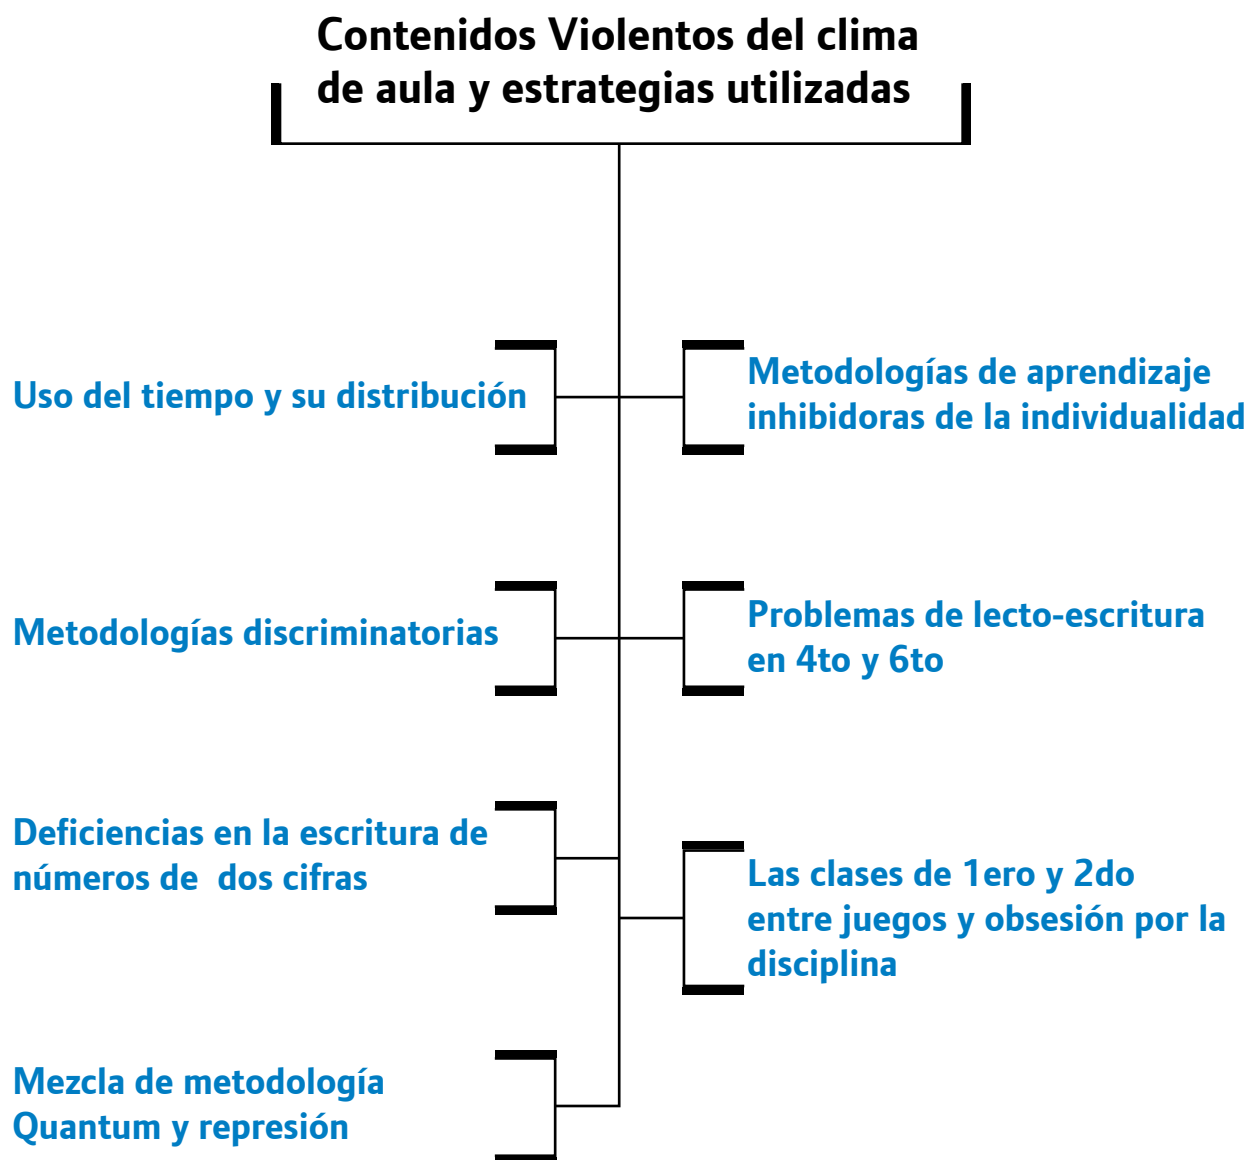 Contenidos Violentos del clima
de aula y estrategias utilizadas
Uso del tiempo y su distribución
Metodologías de aprendizaje
inhibidoras de la individualidad
Metodologías discriminatorias
Problemas de lecto-escritura
en 4to y 6to
Deficiencias en la escritura de
números de dos cifras
Las clases de 1ero y 2do
entre juegos y obsesión por la
disciplina
Mezcla de metodología
Quantum y represión